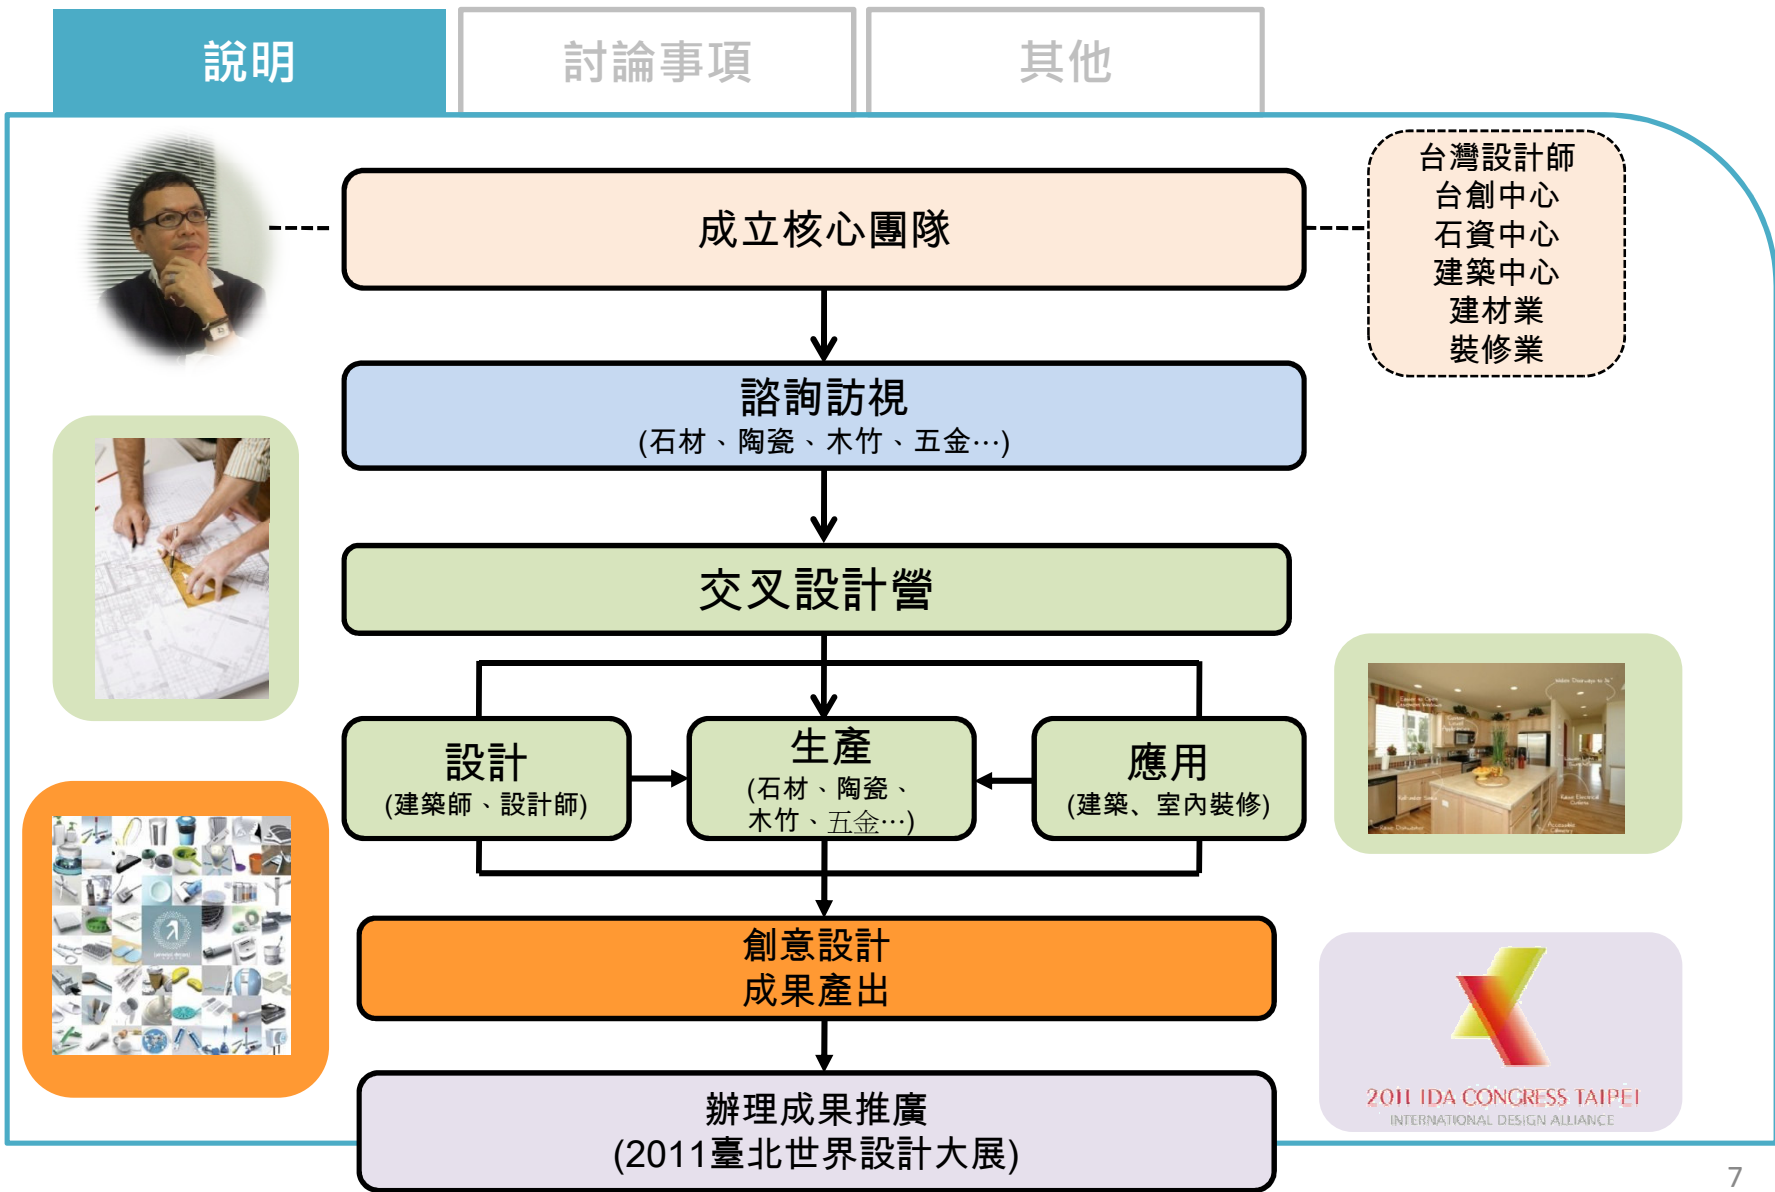 說明
討論事項
其他
成立核心團隊
台灣設計師
台創中心
石資中心
建築中心
建材業
裝修業
諮詢訪視
(石材、陶瓷、木竹、五金…)
交叉設計營
設計
(建築師、設計師)
生產
(石材、陶瓷、
木竹、五金…)
應用
(建築、室內裝修)
創意設計
成果產出
辦理成果推廣
(2011臺北世界設計大展)
2011 IDA CONGRESS TAIPEI
INTERNATIONAL DESIGN ALLIANCE
7